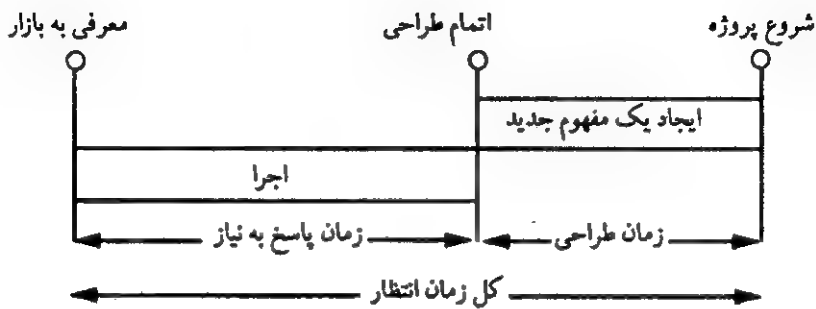 شروع پروژه
اتمام طراحی
معرفی به بازار
ایجاد یک مفهوم جدید
اجرا
زمان طراحی
زمان پاسخ به نیاز
کل زمان انتظار